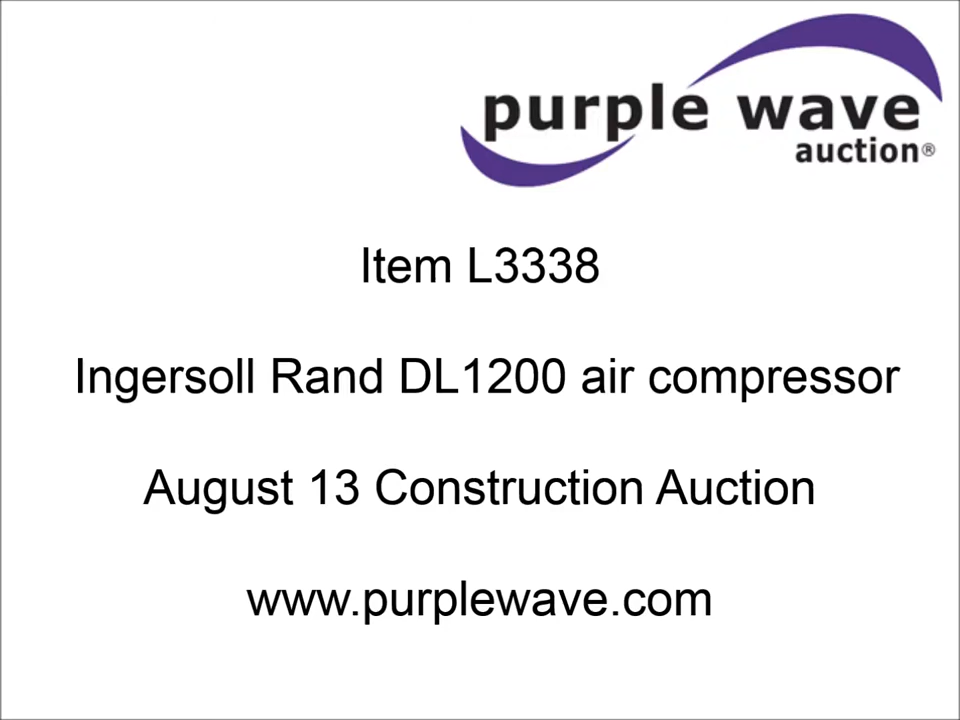 purple wave
auction®
Item L3338
Ingersoll Rand DL1200 air compressor
August 13 Construction Auction
www.purplewave.com